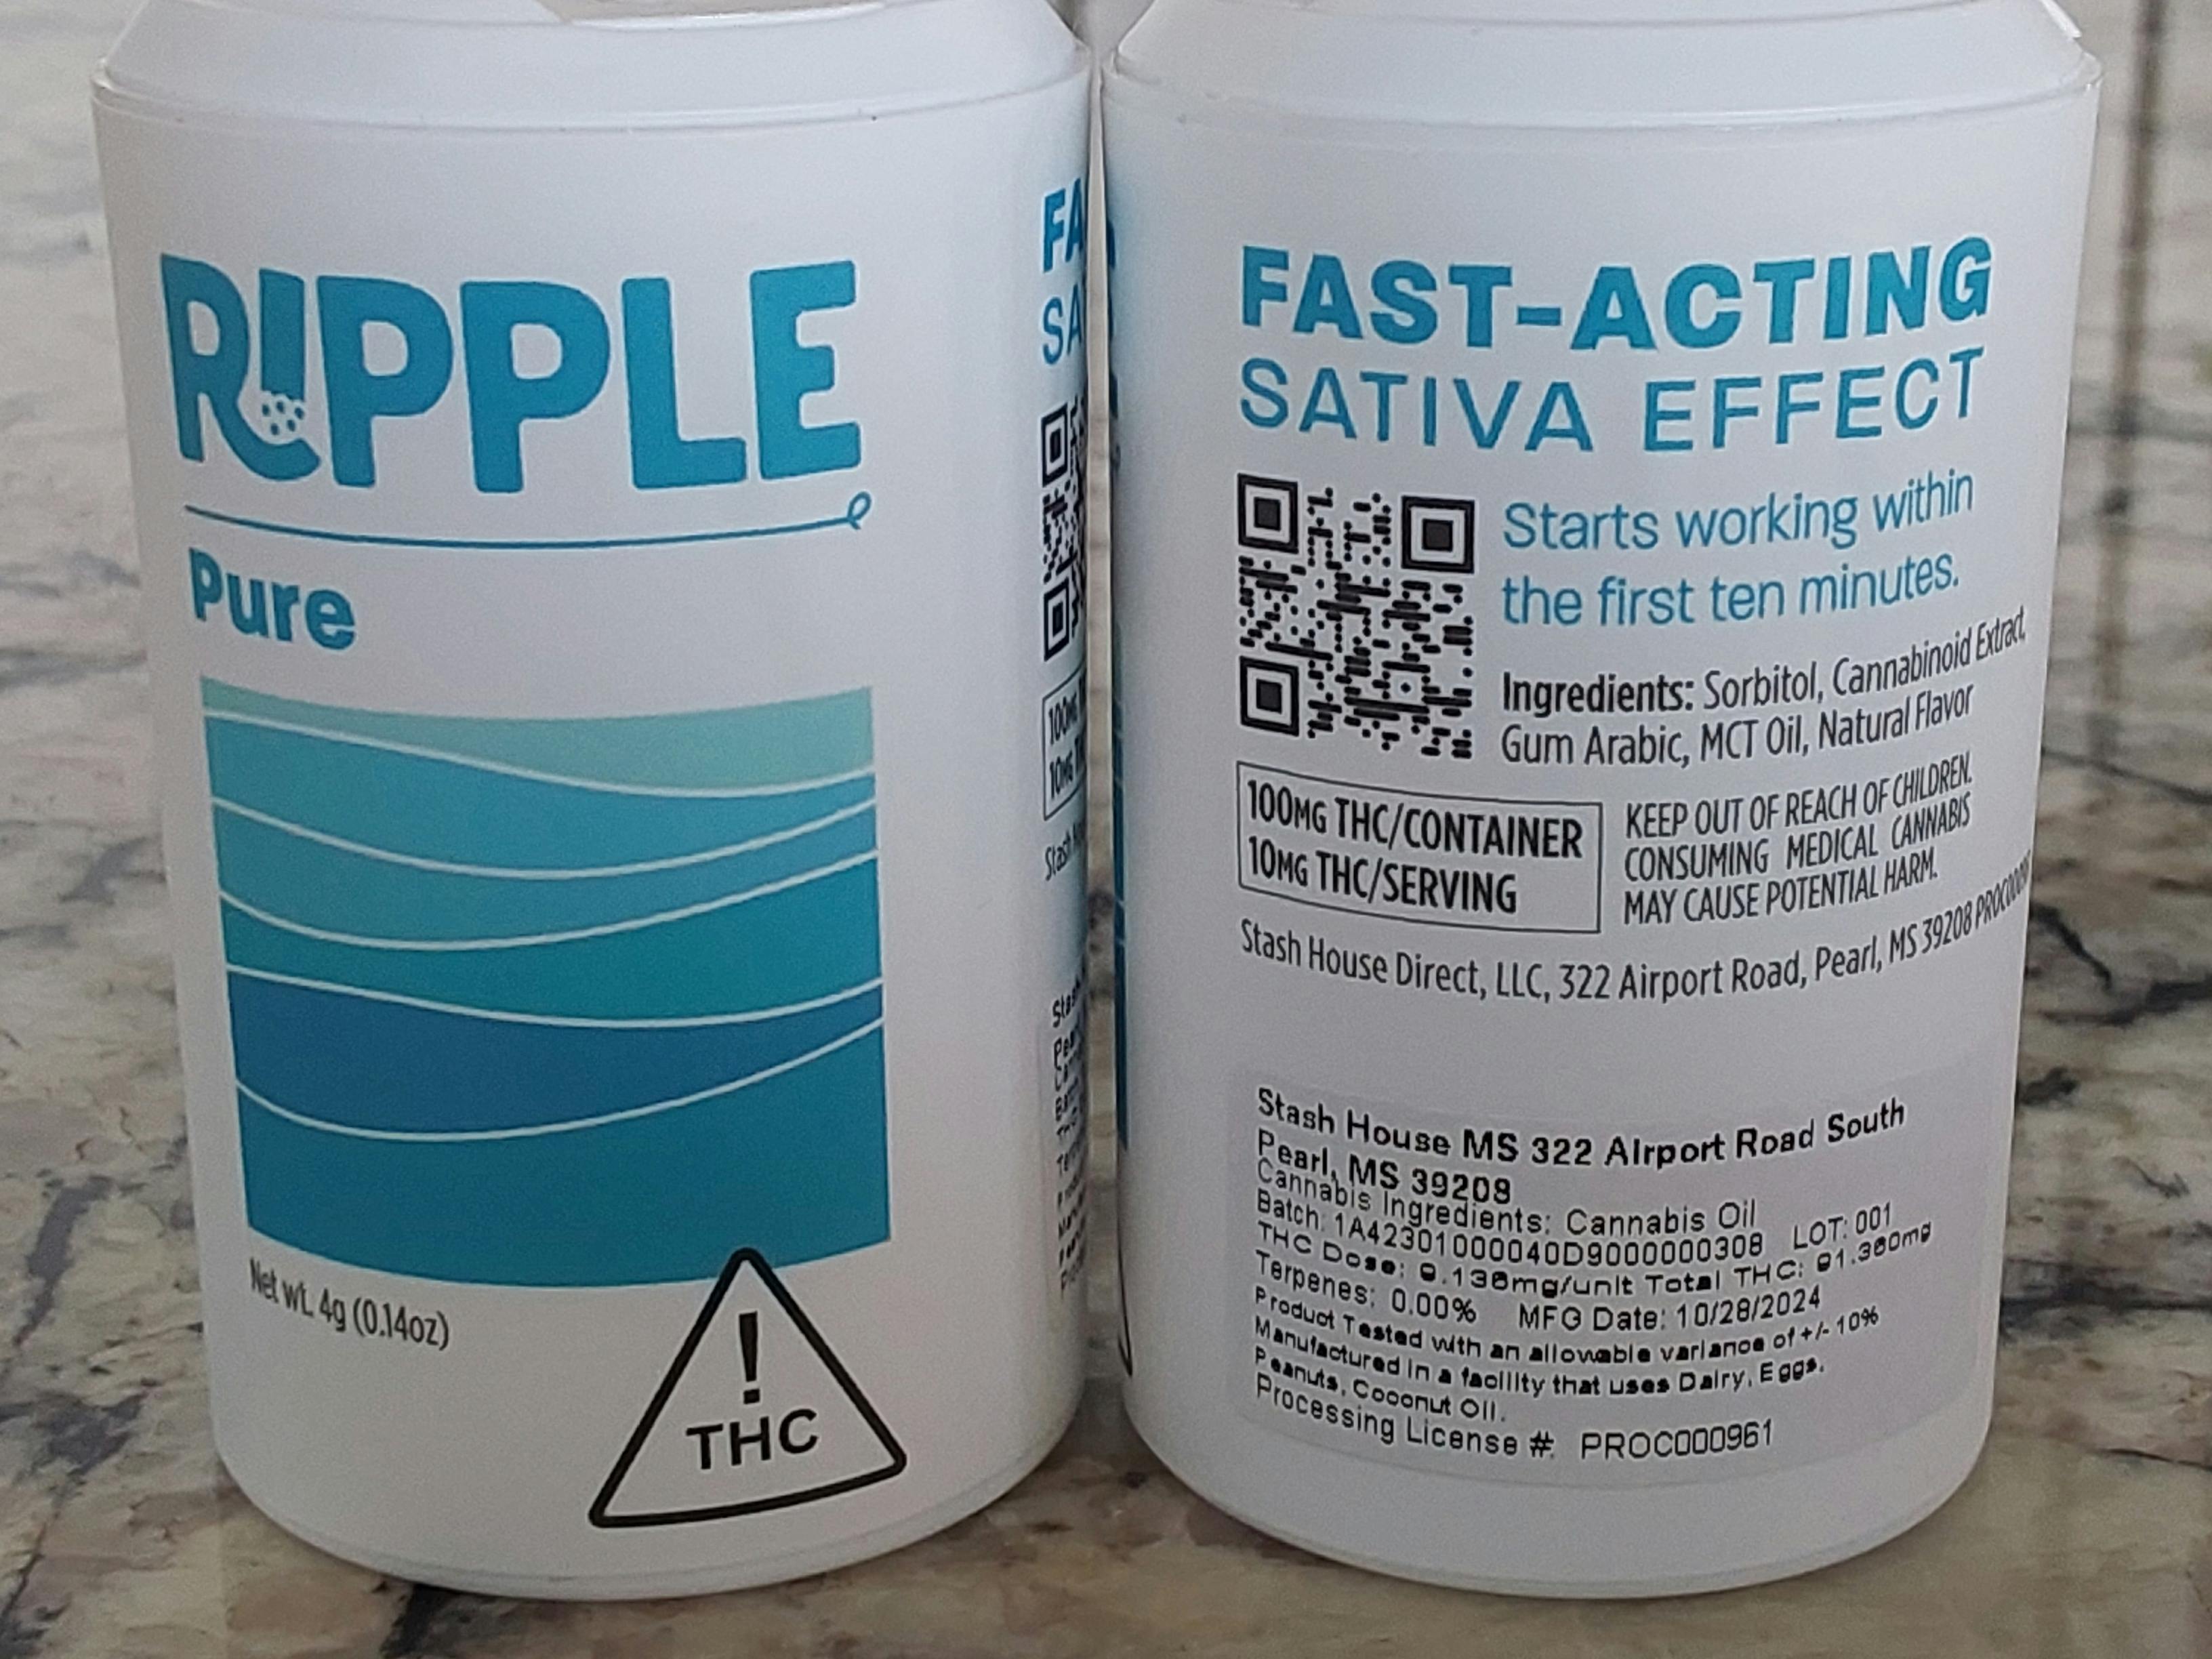 RIPPLE
Pure
Net wt. 4g (0.14oz)
!
THC
FAST-ACTING
SATIVA EFFECT
Starts working within
the first ten minutes.
Ingredients: Sorbitol, Cannabinoid Extract,
Gum Arabic, MCT Oil, Natural Flavor
100MG THC/CONTAINER
10MG THC/SERVING
KEEP OUT OF REACH OF CHILDREN.
CONSUMING MEDICAL CANNABIS
MAY CAUSE POTENTIAL HARM.
Stash House Direct, LLC, 322 Airport Road, Pearl, MS 39208
Stash House MS 322 Airport Road South
Pearl, MS 39208
Cannabis Ingredients: Cannabis Oil
Batch: 1A42301000040D9000000308 LOT: 001
THC Dose: 9.136mg/unit Total THC: 91.360mg
Terpenes: 0.00% MFG Date: 10/28/2024
Product Tested with an allowable variance of +/- 10%
Manufactured in a facility that uses Dairy, Eggs,
Peanuts, Coconut Oil.
Processing License #: PROC000961